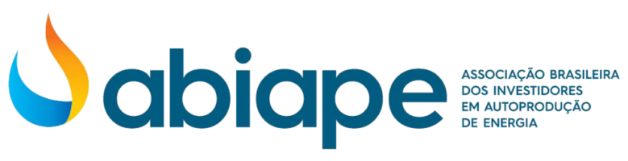 abiape
ASSOCIAÇÃO BRASILEIRA
DOS INVESTIDORES
EM AUTOPRODUÇÃO
DE ENERGIA